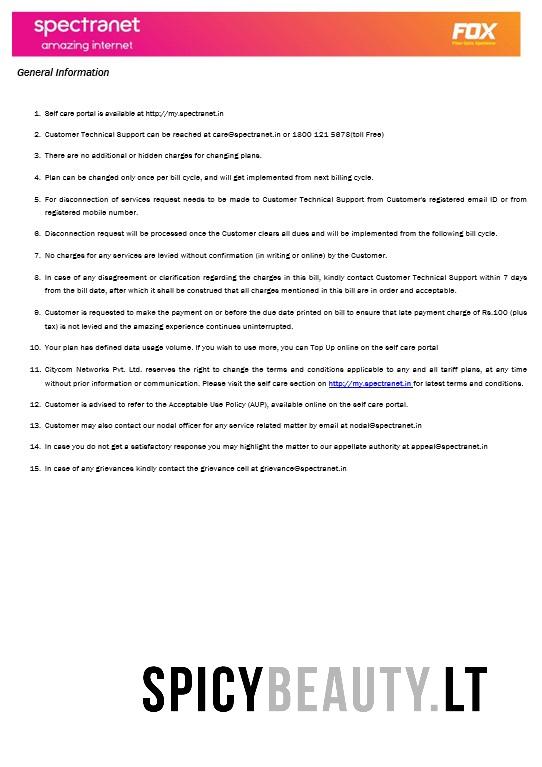 spectranet
amazing internet
FOX
Fiber Optic Xperience
General Information
1. Self care portal is available at http://my.spectranet.in
2. Customer Technical Support can be reached at care@spectranet.in or 1800 121 5678(toll Free)
3. There are no additional or hidden charges for changing plans.
4. Plan can be changed only once per bill cycle, and will get implemented from next billing cycle.
5. For disconnection of services request needs to be made to Customer Technical Support from Customer's registered email ID or from
registered mobile number.
6. Disconnection request will be processed once the Customer clears all dues and will be implemented from the following bill cycle.
7. No charges for any services are levied without confirmation (in writing or online) by the Customer.
8. In case of any disagreement or clarification regarding the charges in this bill, kindly contact Customer Technical Support within 7 days
from the bill date, after which it shall be construed that all charges mentioned in this bill are in order and acceptable.
9. Customer is requested to make the payment on or before the due date printed on bill to ensure that late payment charge of Rs.100 (plus
tax) is not levied and the amazing experience continues uninterrupted.
10. Your plan has defined data usage volume. If you wish to use more, you can Top Up online on the self care portal
11. Citycom Networks Pvt. Ltd. reserves the right to change the terms and conditions applicable to any and all tariff plans, at any time
without prior information or communication. Please visit the self care section on http://my.spectranet.in for latest terms and conditions.
12. Customer is advised to refer to the Acceptable Use Policy (AUP), available online on the self care portal.
13. Customer may also contact our nodal officer for any service related matter by email at nodal@spectranet.in
14. In case you do not get a satisfactory response you may highlight the matter to our appellate authority at appeal@spectranet.in
15. In case of any grievances kindly contact the grievance cell at grievance@spectranet.in
SPICYBEAUTY.LT